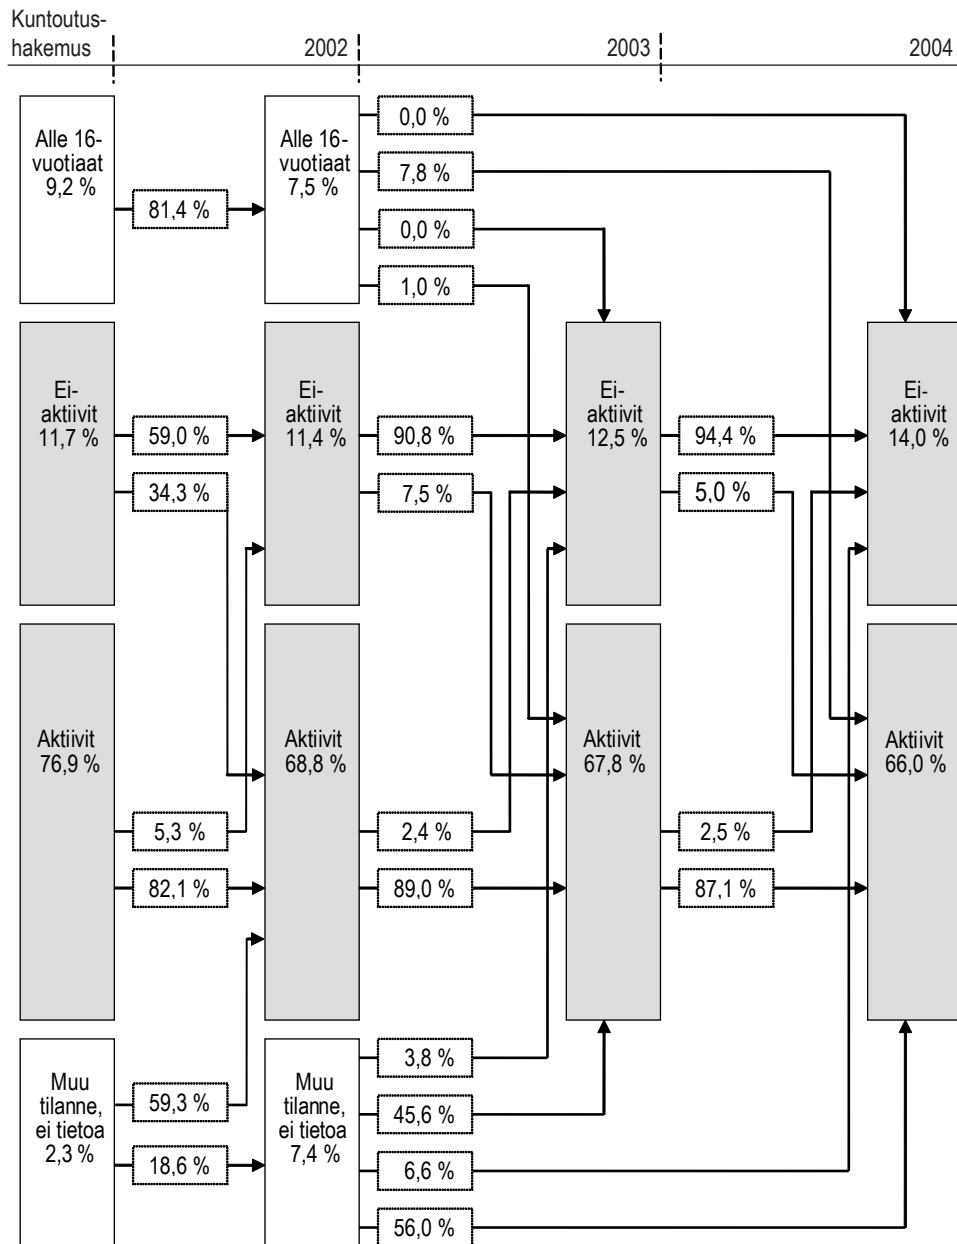 Kuntoutus-
hakemus
2002
2003
2004
Alle 16-
vuotiaat
9,2 %
81,4 %
Alle 16-
vuotiaat
7,5 %
0,0 %
7,8 %
0,0 %
1,0 %
Ei-
aktiivit
11,7 %
59,0 %
34,3 %
Ei-
aktiivit
11,4 %
90,8 %
7,5 %
Ei-
aktiivit
12,5 %
94,4 %
5,0 %
Ei-
aktiivit
14,0 %
Aktiivit
76,9 %
5,3 %
82,1 %
Aktiivit
68,8 %
2,4 %
89,0 %
Aktiivit
67,8 %
2,5 %
87,1 %
Aktiivit
66,0 %
Muu
tilanne,
ei tietoa
2,3 %
59,3 %
18,6 %
Muu
tilanne,
ei tietoa
7,4 %
3,8 %
45,6 %
6,6 %
56,0 %